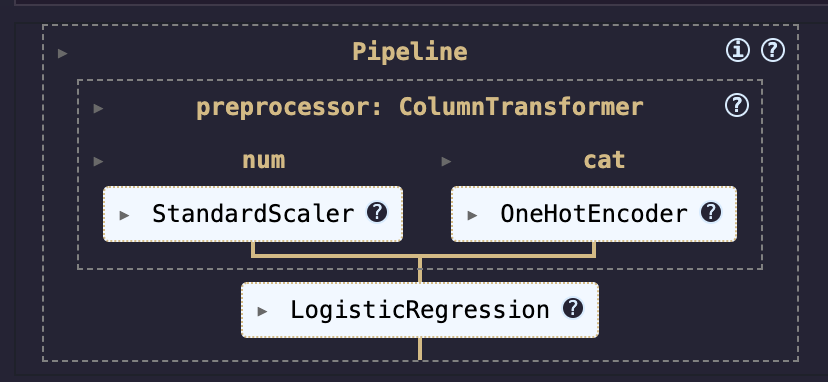 Pipeline
preprocessor: ColumnTransformer
num cat
StandardScaler ? OneHotEncoder ?
LogisticRegression ?